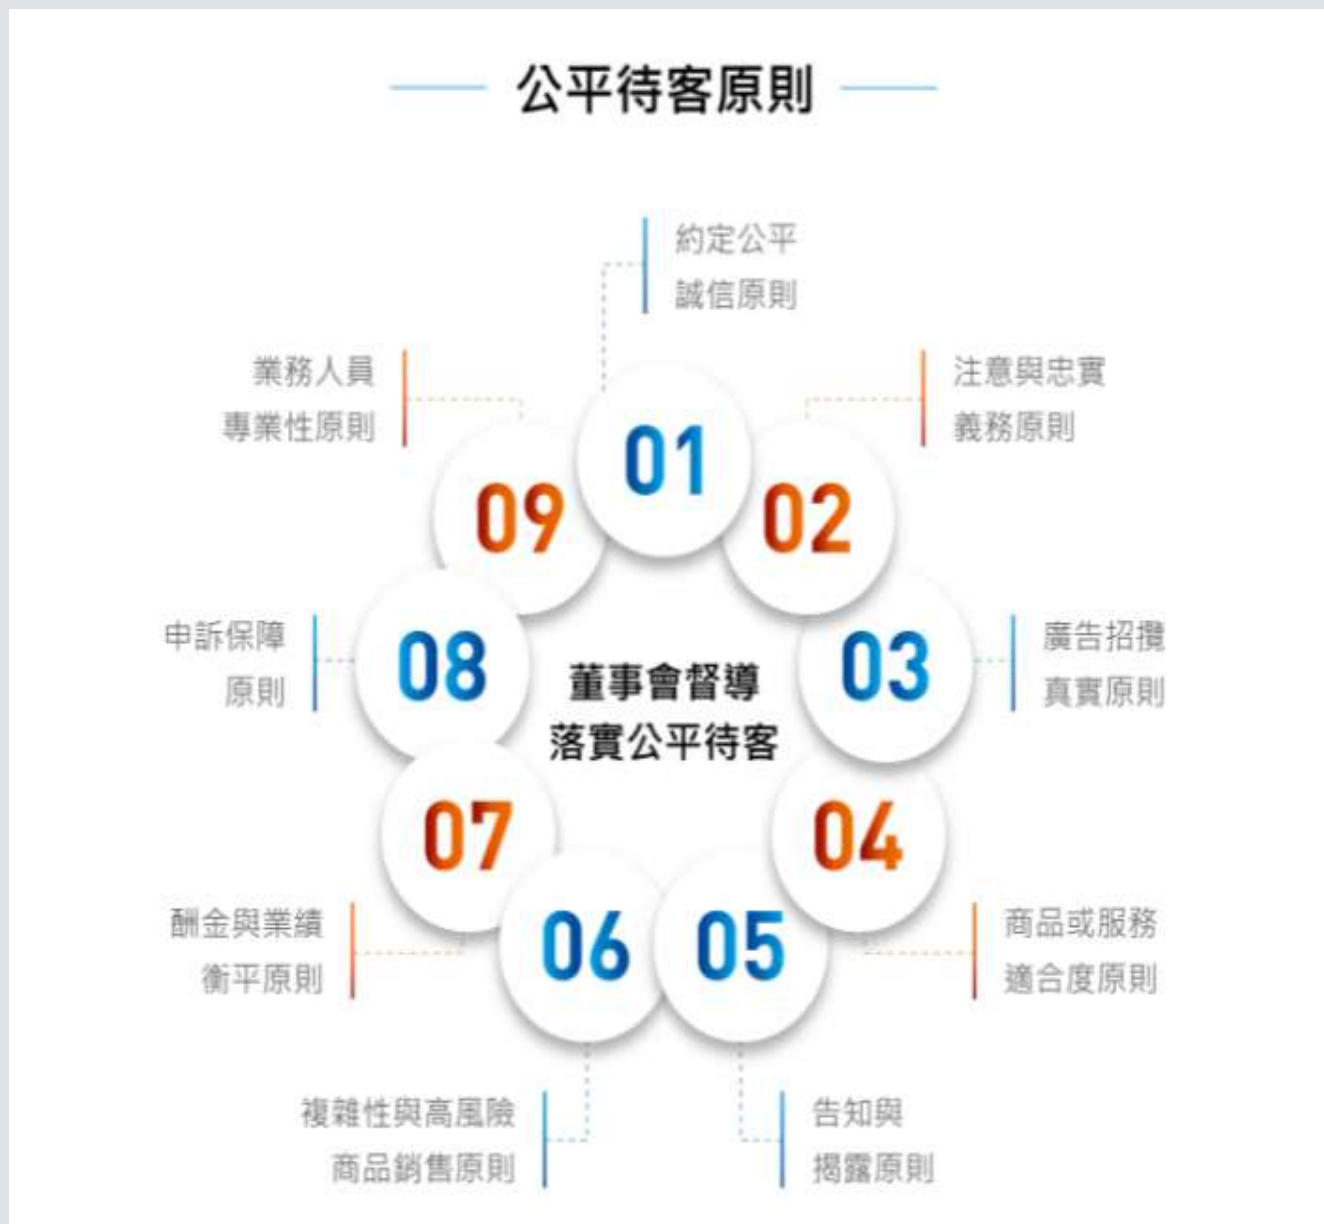 公平待客原則
01
約定公平
誠信原則
02
注意與忠實
義務原則
03
廣告招攬
真實原則
04
商品或服務
適合度原則
05
告知與
揭露原則
06
複雜性與高風險
商品銷售原則
07
酬金與業績
衡平原則
08
申訴保障
原則
09
業務人員
專業性原則
董事會督導
落實公平待客